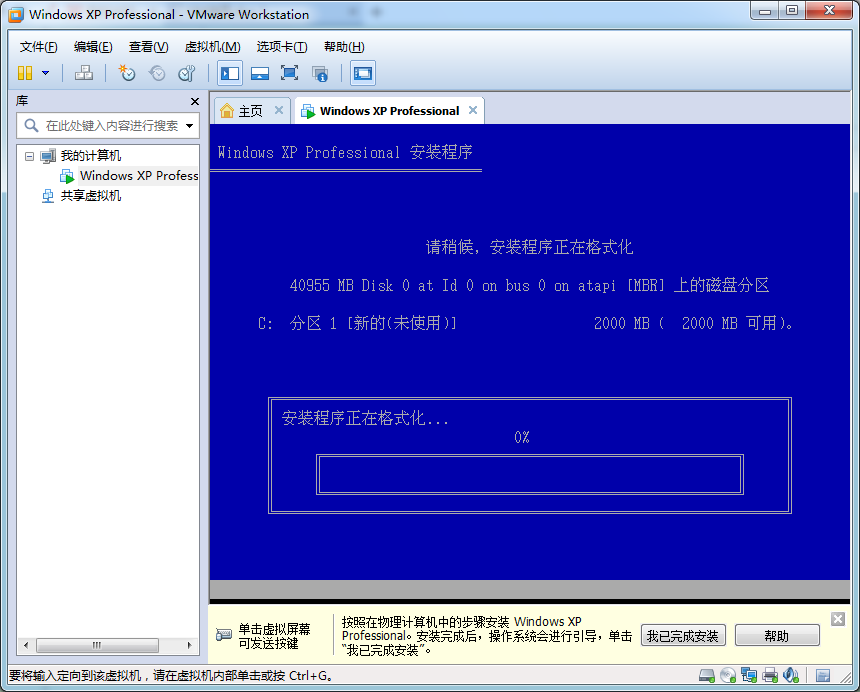 Windows XP Professional - VMware Workstation
文件(F) 编辑(E) 查看(V) 虚拟机(M) 选项卡(T) 帮助(H)
库
在此处键入内容进行搜索
我的计算机
Windows XP Profess
共享虚拟机
主页
Windows XP Professional
Windows XP Professional 安装程序
请稍候，安装程序正在格式化
40955 MB Disk 0 at Id 0 on bus 0 on atapi [MBR] 上的磁盘分区
C: 分区 1 [新的(未使用)] 2000 MB ( 2000 MB 可用)。
安装程序正在格式化...
0%
单击虚拟屏幕
可发送按键
按照在物理计算机中的步骤安装 Windows XP
Professional。安装完成后，操作系统会进行引导，单击
“我已完成安装”。
我已完成安装
帮助
要将输入定向到该虚拟机，请在虚拟机内部单击或按 Ctrl+G。